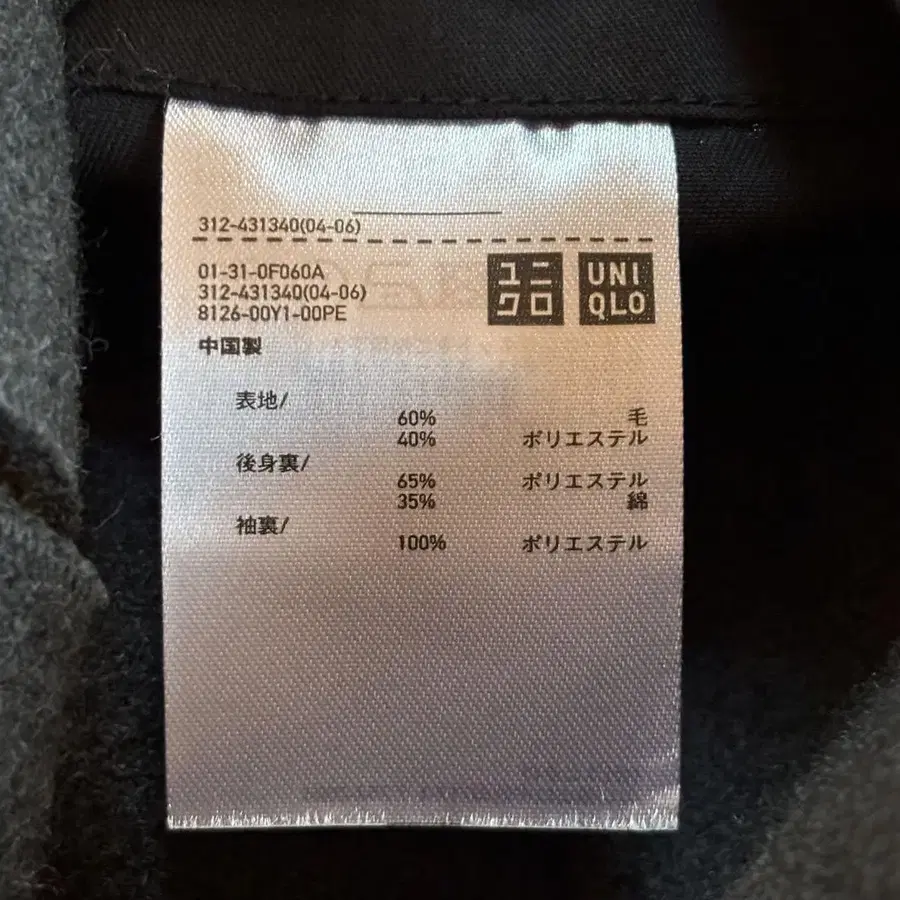 312-431340(04-06)
01-31-0F060A
312-431340(04-06)
8126-00Y1-00PE
ユニ
クロ
UNI
QLO
中国製
表地/
60% 毛
40% ポリエステル
後身裏/
65% ポリエステル
35% 綿
袖裏/
100% ポリエステル